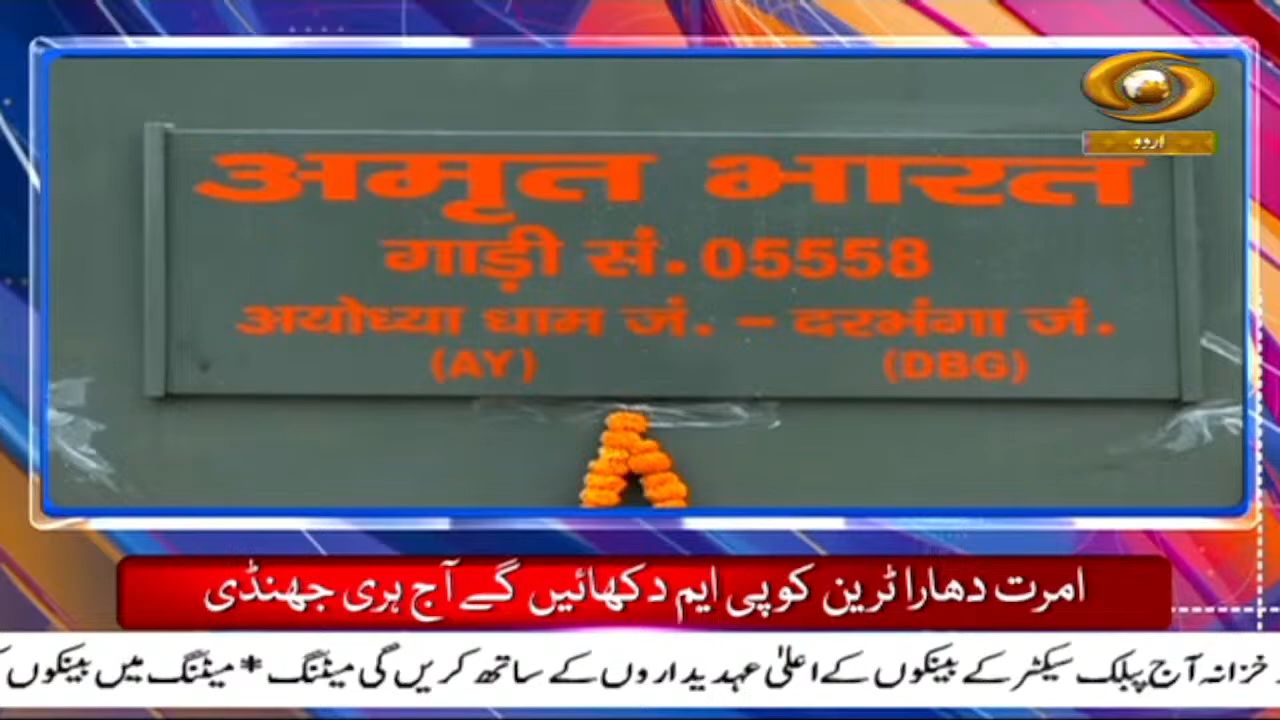 اردو
अमृत भारत
गाड़ी सं. 05558
अयोध्या धाम जं. - दरभंगा जं.
(AY) (DBG)
امرت دھارا ٹرین کو پی ایم دکھائیں گے آج ہری جھنڈی
خزانہ آج پبلک سیکٹر کے بینکوں کے اعلیٰ عہدیداروں کے ساتھ کریں گی میٹنگ * میٹنگ میں بینکوں